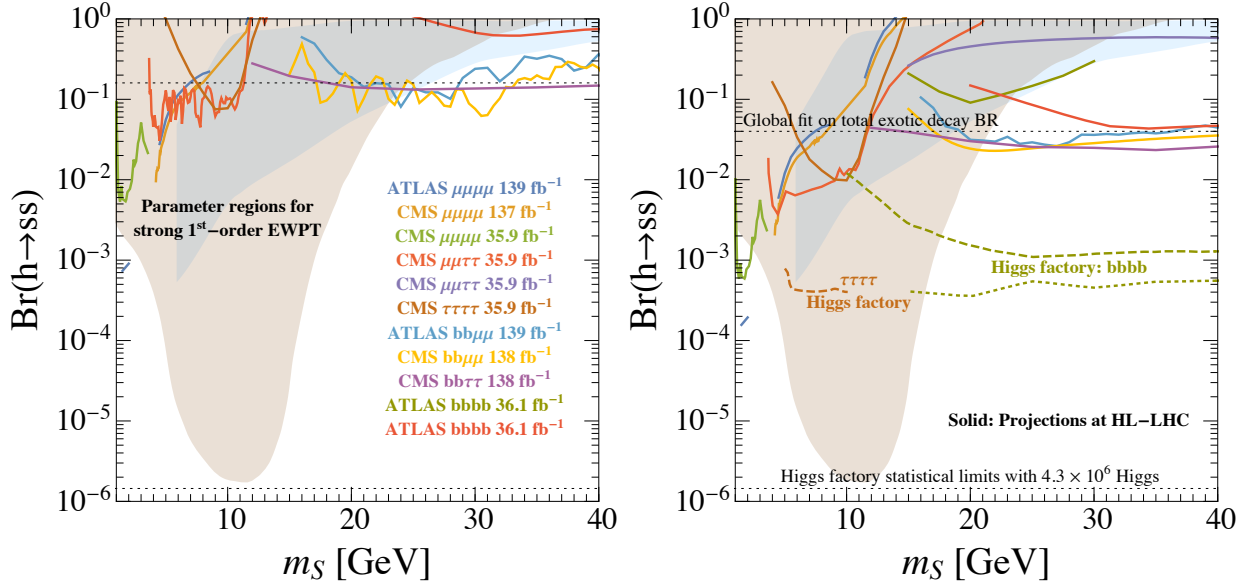 10⁰
10⁻¹
10⁻²
10⁻³
10⁻⁴
10⁻⁵
10⁻⁶
Br(h→ss)
Parameter regions for
strong 1ˢᵗ−order EWPT
ATLAS μμμμ 139 fb⁻¹
CMS μμμμ 137 fb⁻¹
CMS μμμμ 35.9 fb⁻¹
CMS μμττ 35.9 fb⁻¹
CMS μμττ 35.9 fb⁻¹
CMS ττττ 35.9 fb⁻¹
ATLAS bbμμ 139 fb⁻¹
CMS bbμμ 138 fb⁻¹
CMS bbττ 138 fb⁻¹
ATLAS bbbb 36.1 fb⁻¹
ATLAS bbbb 36.1 fb⁻¹
10 20 30 40
m_S [GeV]
10⁰
10⁻¹
10⁻²
10⁻³
10⁻⁴
10⁻⁵
10⁻⁶
Br(h→ss)
Global fit on total exotic decay BR
Higgs factory: bbbb
ττττ
Higgs factory
Solid: Projections at HL−LHC
Higgs factory statistical limits with 4.3 × 10⁶ Higgs
10 20 30 40
m_S [GeV]